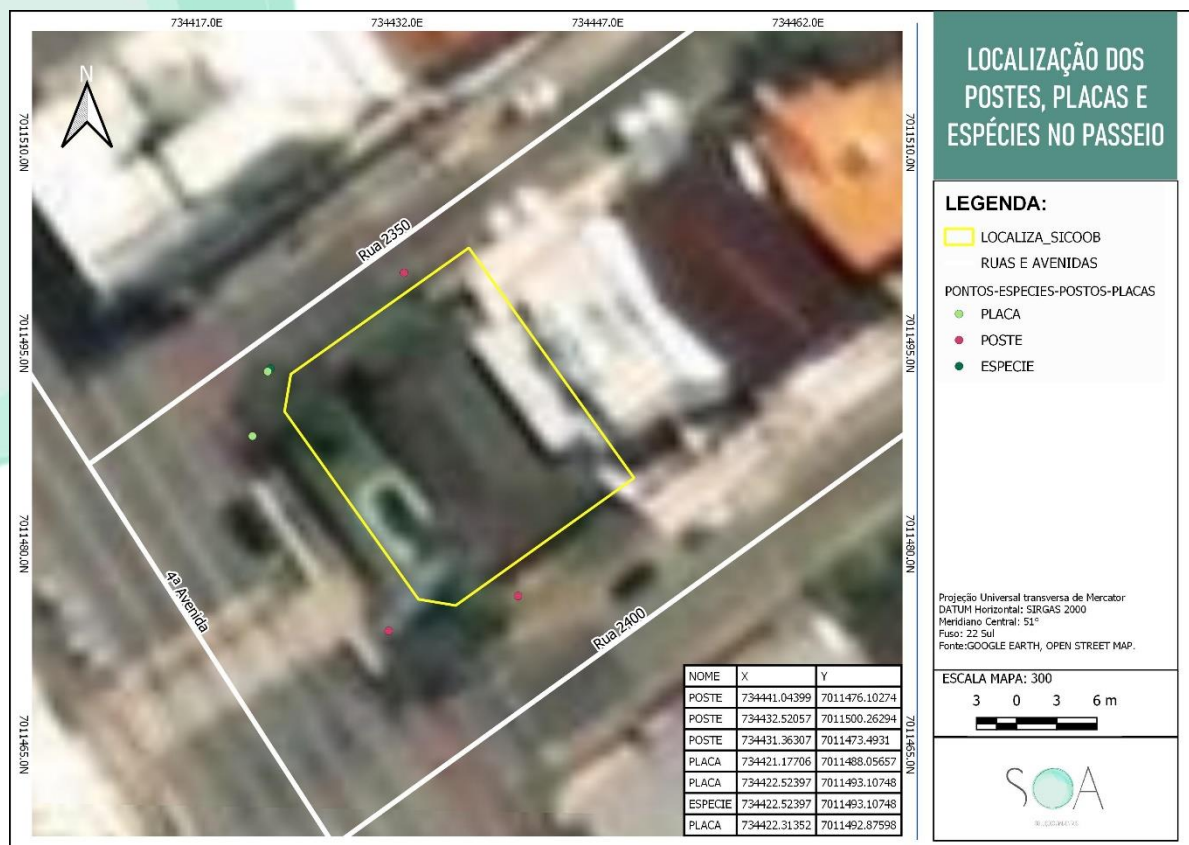 734417.0E 734432.0E 734447.0E 734462.0E
7011510.0N
7011495.0N
7011480.0N
7011465.0N
7011510.0N
7011495.0N
7011480.0N
7011465.0N
N
Rua 2350
4ª Avenida
Rua 2400
NOME X Y
POSTE 734441.04399 7011476.10274
POSTE 734432.52057 7011500.26294
POSTE 734431.36307 7011473.4931
PLACA 734421.17706 7011488.05657
PLACA 734422.52397 7011493.10748
ESPECIE 734422.52397 7011493.10748
PLACA 734422.31352 7011492.87598
LOCALIZAÇÃO DOS
POSTES, PLACAS E
ESPÉCIES NO PASSEIO
LEGENDA:
LOCALIZA_SICOOB
RUAS E AVENIDAS
PONTOS-ESPECIES-POSTOS-PLACAS
PLACA
POSTE
ESPECIE
Projeção Universal transversa de Mercator
DATUM Horizontal: SIRGAS 2000
Meridiano Central: 51°
Fuso: 22 Sul
Fonte:GOOGLE EARTH, OPEN STREET MAP.
ESCALA MAPA: 300
3 0 3 6 m
SOA